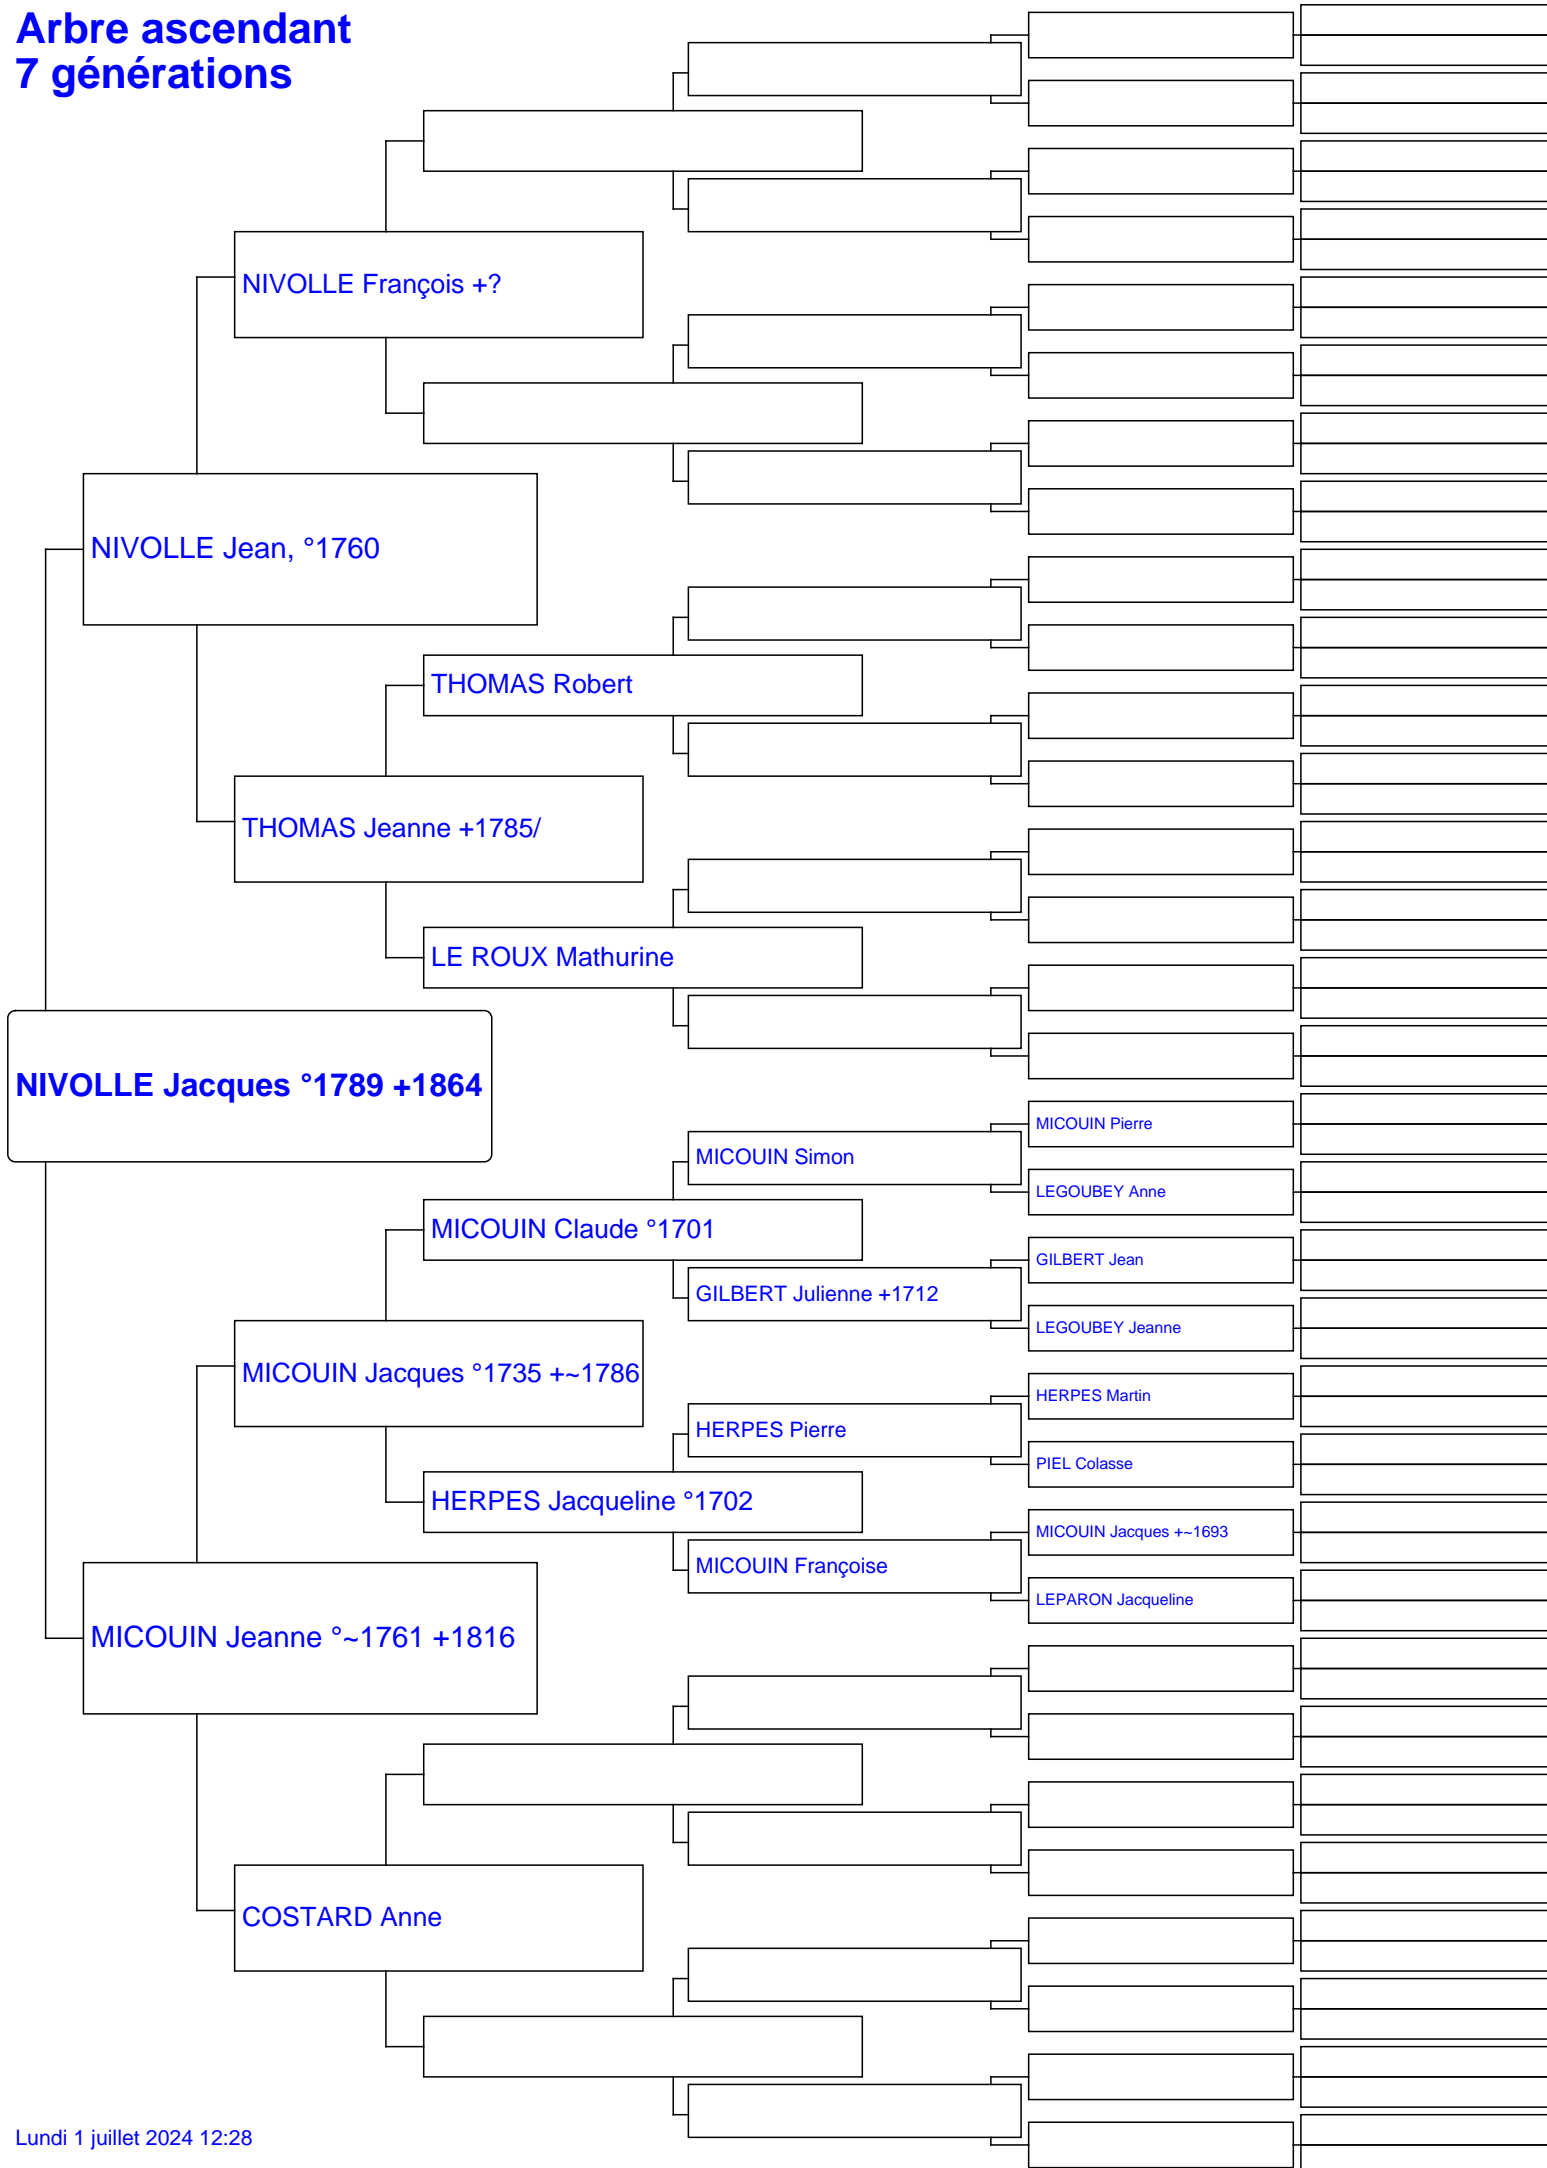 Arbre ascendant
7 générations
NIVOLLE François +?
NIVOLLE Jean, °1760
THOMAS Robert
THOMAS Jeanne +1785/
LE ROUX Mathurine
NIVOLLE Jacques °1789 +1864
MICOUIN Pierre
MICOUIN Simon
LEGOUBEY Anne
MICOUIN Claude °1701
GILBERT Jean
GILBERT Julienne +1712
LEGOUBEY Jeanne
MICOUIN Jacques °1735 +~1786
HERPES Martin
HERPES Pierre
PIEL Colasse
HERPES Jacqueline °1702
MICOUIN Jacques +~1693
MICOUIN Françoise
LEPARON Jacqueline
MICOUIN Jeanne °~1761 +1816
COSTARD Anne
Lundi 1 juillet 2024 12:28